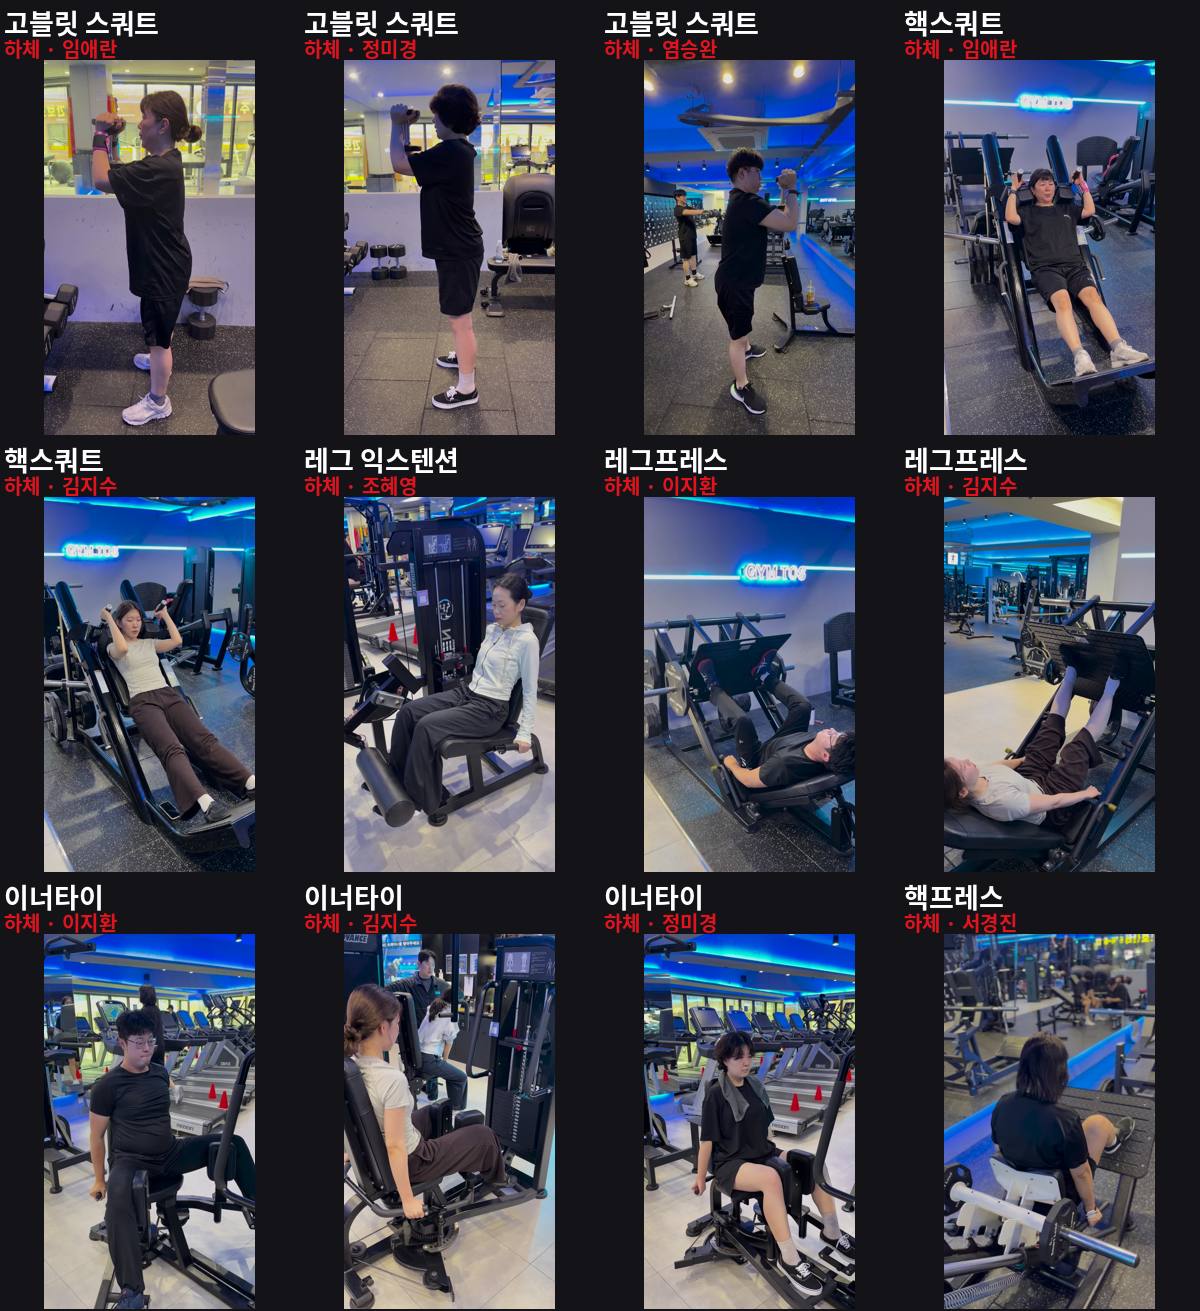 고블릿 스쿼트
하체 · 임애란
고블릿 스쿼트
하체 · 정미경
고블릿 스쿼트
하체 · 염승완
핵스쿼트
하체 · 임애란
GYM TOS
핵스쿼트
하체 · 김지수
GYM TOS
레그 익스텐션
하체 · 조혜영
레그프레스
하체 · 이지환
GYM TOS
레그프레스
하체 · 김지수
이너타이
하체 · 이지환
이너타이
하체 · 김지수
이너타이
하체 · 정미경
핵프레스
하체 · 서경진